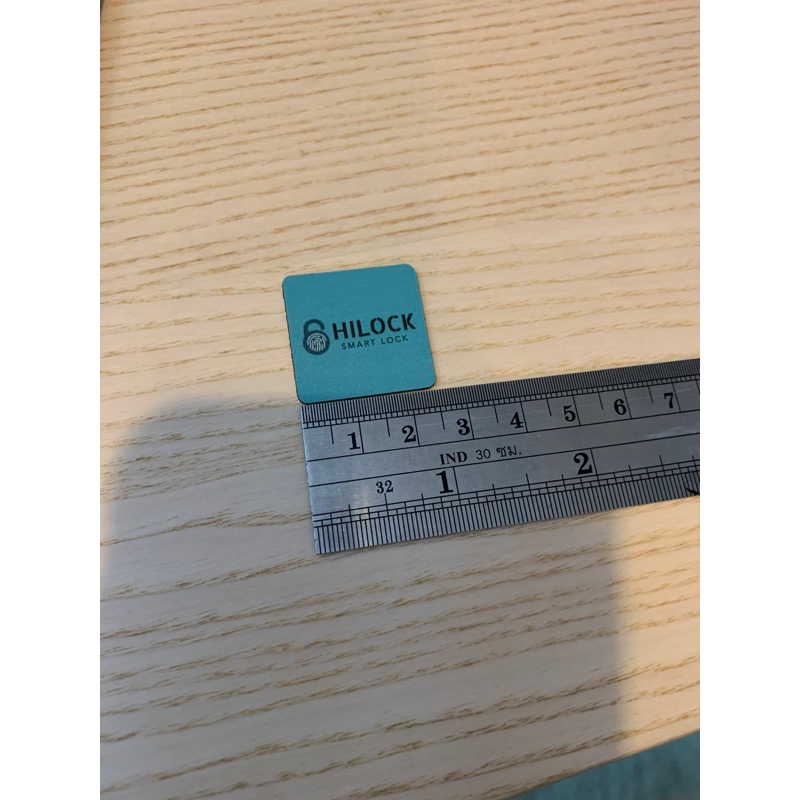 HILOCK
SMART LOCK
1 2 3 4 5 6 7
IND 30 ซม.
32 1 2